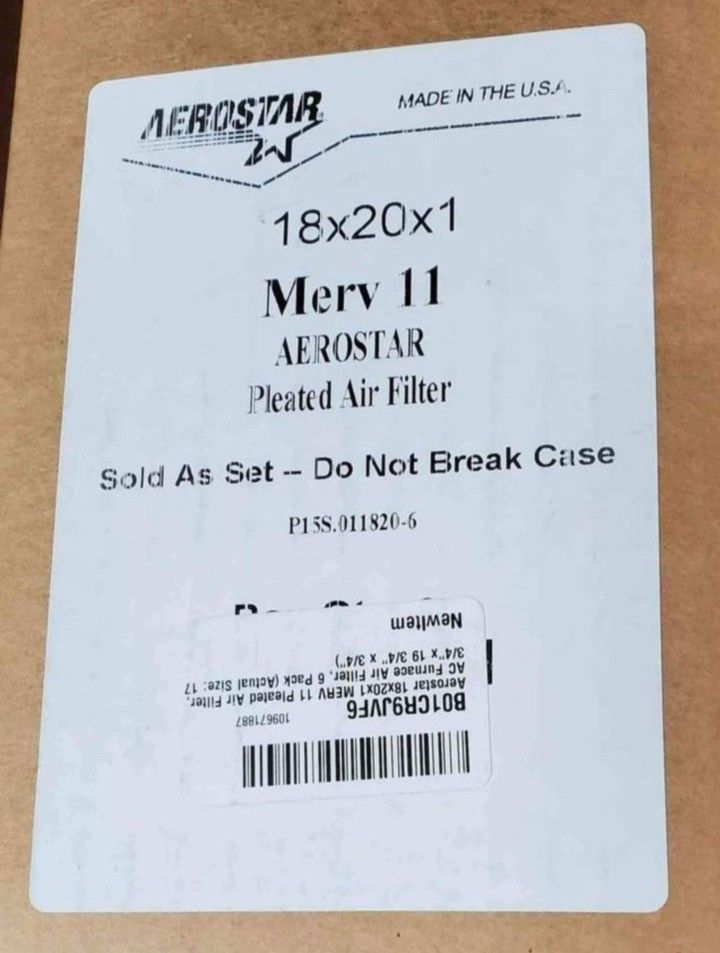 AEROSTAR
MADE IN THE U.S.A.
18x20x1
Merv 11
AEROSTAR
Pleated Air Filter
Sold As Set -- Do Not Break Case
P15S.011820-6
109671887
B01CR9JVF6
Aerostar 18x20x1 MERV 11 Pleated Air Filter,
AC Furnace Air Filter, 6 Pack (Actual Size: 17
3/4"x 19 3/4" x 3/4")
NewItem